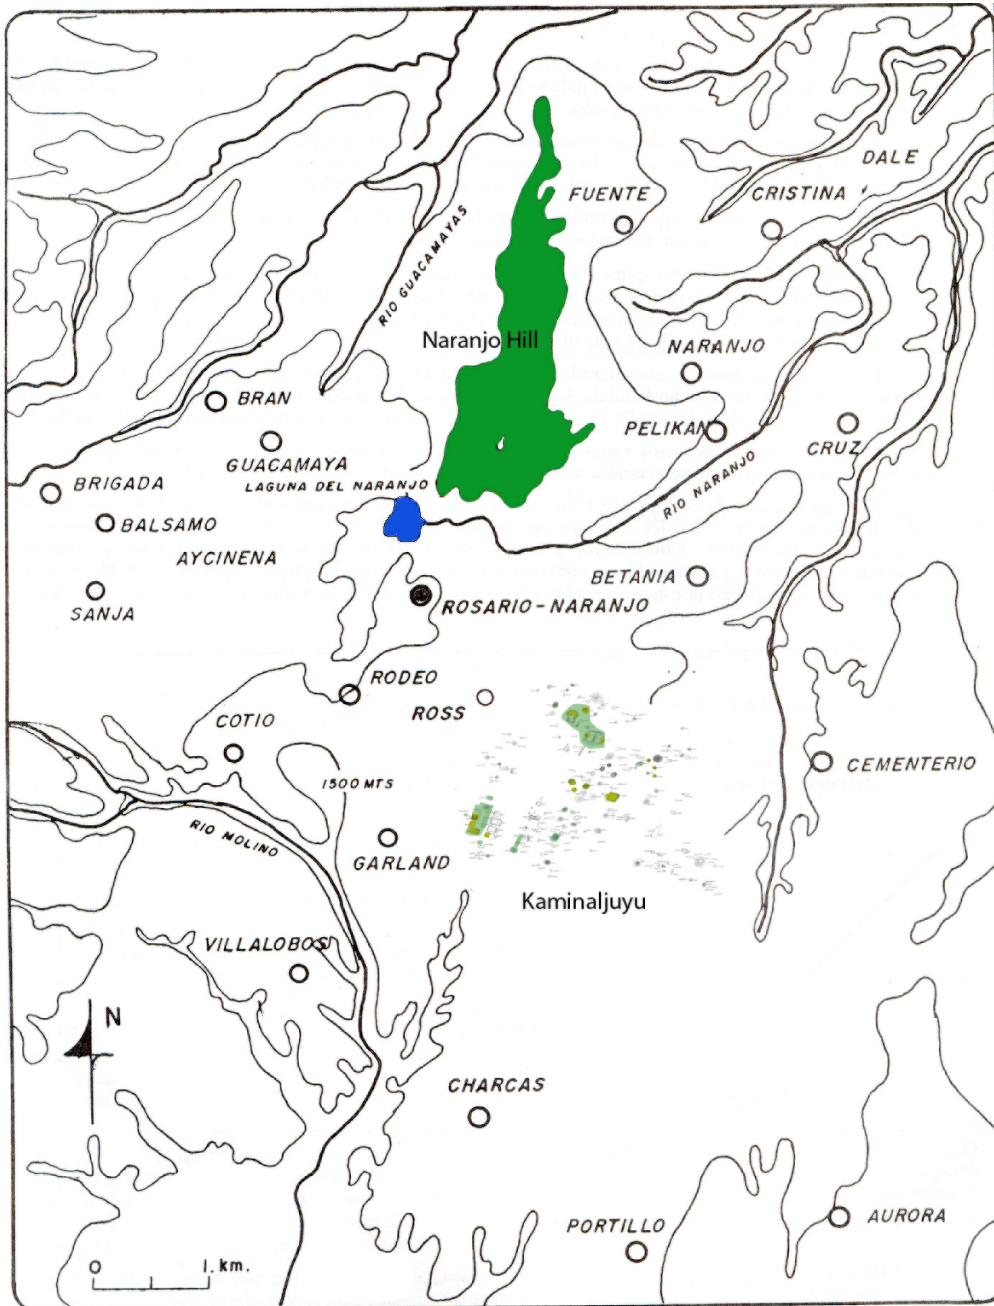 DALE
FUENTE
CRISTINA
RIO GUACAMAYAS
Naranjo Hill
NARANJO
BRAN
PELIKAN
CRUZ
GUACAMAYA
BRIGADA
LAGUNA DEL NARANJO
RIO NARANJO
BALSAMO
AYCINENA
BETANIA
SANJA
ROSARIO-NARANJO
RODEO
ROSS
COTIO
CEMENTERIO
1500 MTS
RIO MOLINO
GARLAND
Kaminaljuyu
VILLALOBOS
N
CHARCAS
AURORA
PORTILLO
0 1. km.